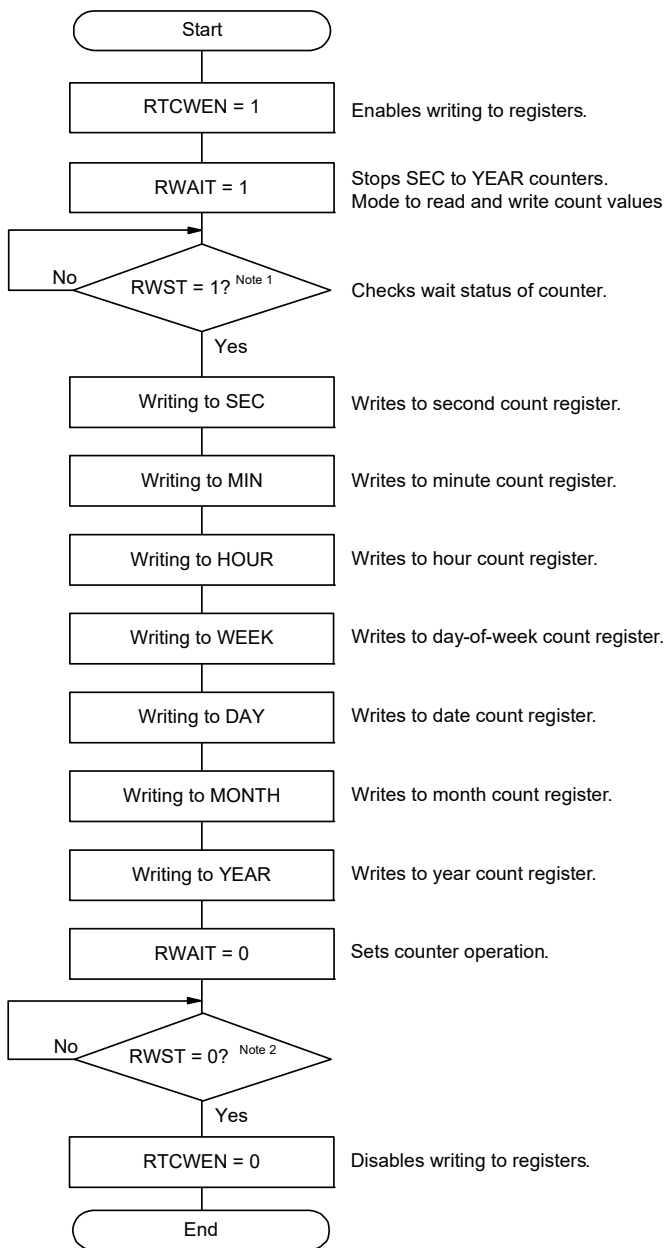 Start
RTCWEN = 1
Enables writing to registers.
RWAIT = 1
Stops SEC to YEAR counters.
Mode to read and write count values
No
RWST = 1? Note 1
Checks wait status of counter.
Yes
Writing to SEC
Writes to second count register.
Writing to MIN
Writes to minute count register.
Writing to HOUR
Writes to hour count register.
Writing to WEEK
Writes to day-of-week count register.
Writing to DAY
Writes to date count register.
Writing to MONTH
Writes to month count register.
Writing to YEAR
Writes to year count register.
RWAIT = 0
Sets counter operation.
No
RWST = 0? Note 2
Yes
RTCWEN = 0
Disables writing to registers.
End